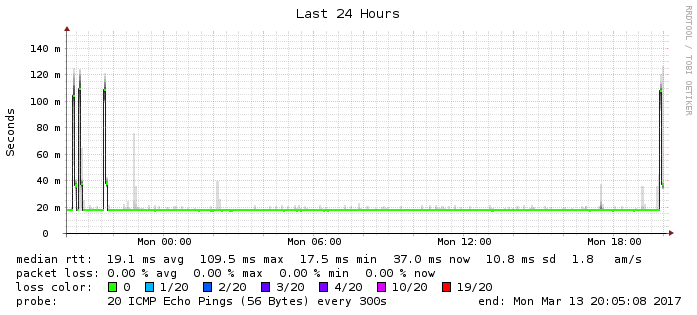 Last 24 Hours
RRDTOOL / TOBI OETIKER
Seconds
140 m
120 m
100 m
80 m
60 m
40 m
20 m
0
Mon 00:00 Mon 06:00 Mon 12:00 Mon 18:00
median rtt: 19.1 ms avg 109.5 ms max 17.5 ms min 37.0 ms now 10.8 ms sd 1.8 am/s
packet loss: 0.00 % avg 0.00 % max 0.00 % min 0.00 % now
loss color: 0 1/20 2/20 3/20 4/20 10/20 19/20
probe: 20 ICMP Echo Pings (56 Bytes) every 300s end: Mon Mar 13 20:05:08 2017